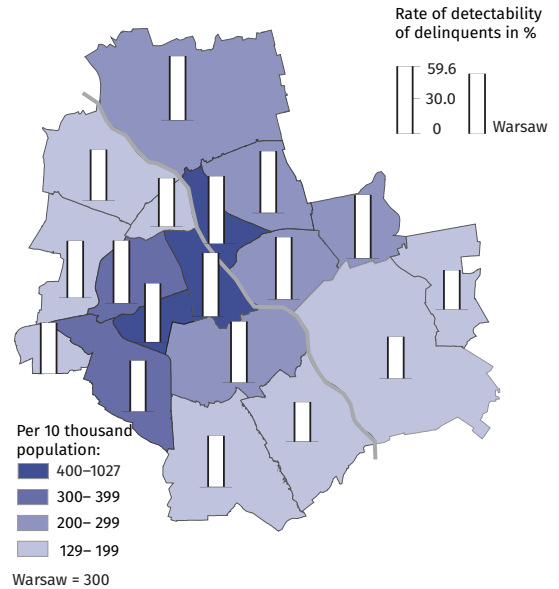 Rate of detectability
of delinquents in %
59.6
30.0
0
Warsaw
Per 10 thousand
population:
400–1027
300– 399
200– 299
129– 199
Warsaw = 300